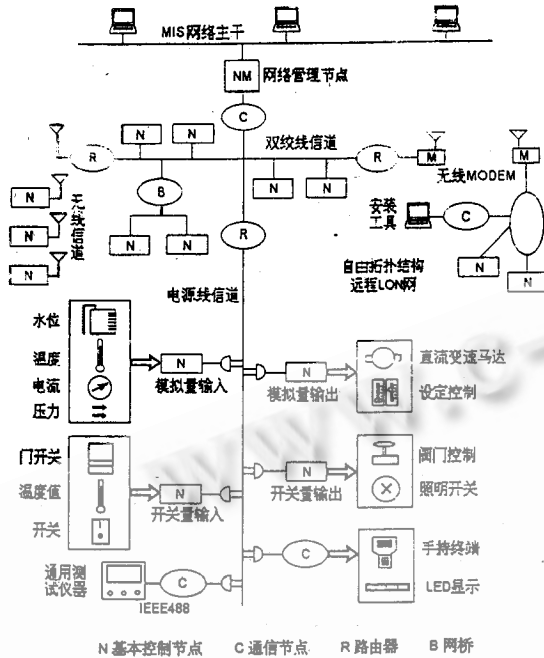 MIS网络主干
NM 网络管理节点
C
N N 双绞线信道
R R M M
无线MODEM
B N N
N
无线信道
N
N
N N
R
安装工具
C
N
N
自由拓扑结构
远程LON网
电源线信道
水位
温度
电流
压力
N
模拟量输入
N
模拟量输出
直流变速马达
设定控制
门开关
温度值
开关
N
开关量输入
N
开关量输出
阀门控制
照明开关
通用测
试仪器
C
IEEE488
C
手持终端
LED显示
N 基本控制节点 C 通信节点 R 路由器 B 网桥